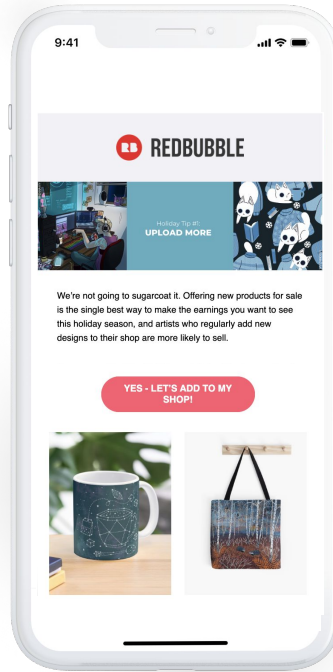 9:41
RB REDBUBBLE
Holiday Tip #1:
UPLOAD MORE
We're not going to sugarcoat it. Offering new products for sale
is the single best way to make the earnings you want to see
this holiday season, and artists who regularly add new
designs to their shop are more likely to sell.
YES - LET'S ADD TO MY
SHOP!